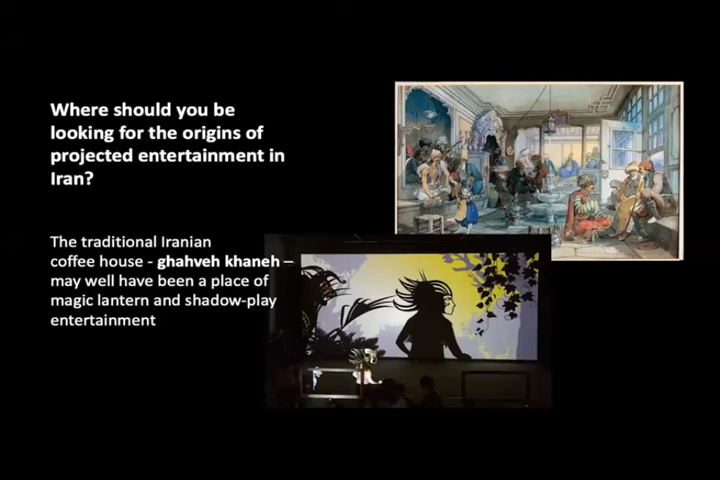 Where should you be
looking for the origins of
projected entertainment in
Iran?
The traditional Iranian
coffee house - ghahveh khaneh –
may well have been a place of
magic lantern and shadow-play
entertainment